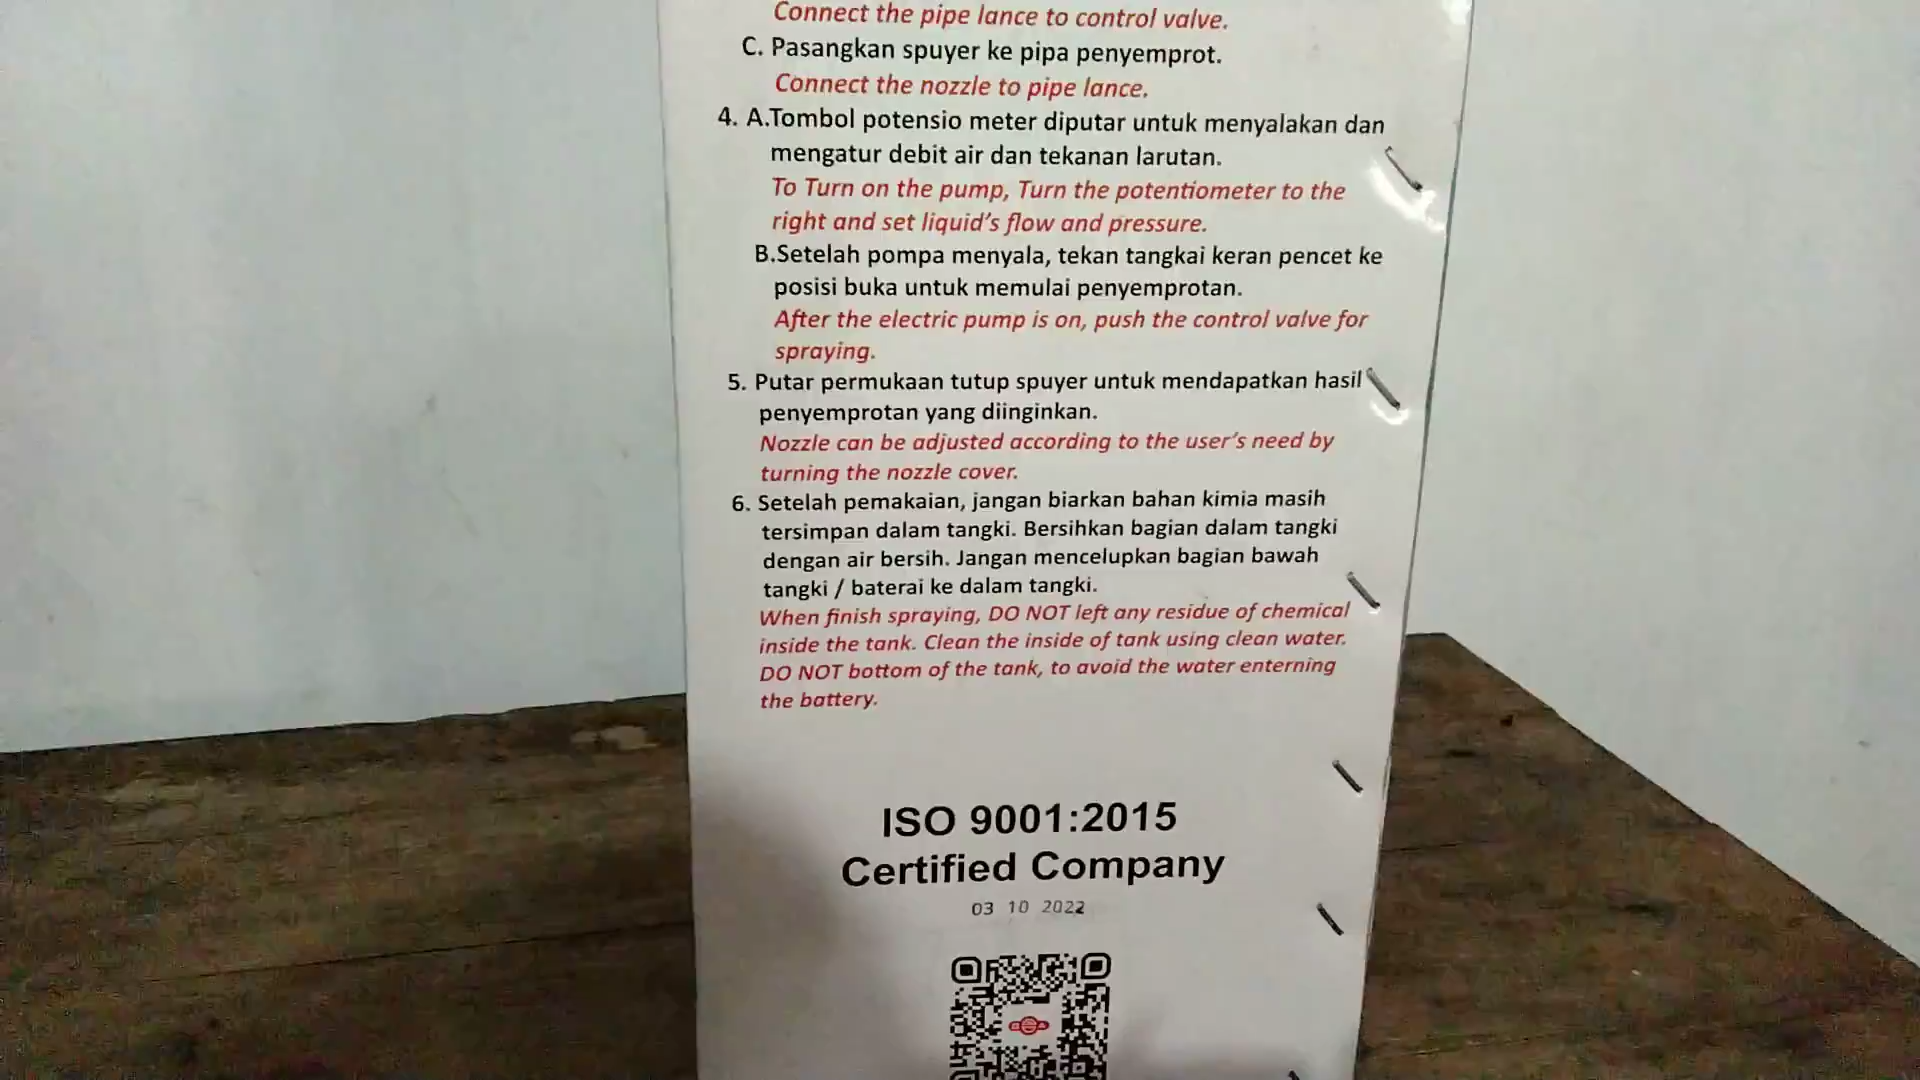 Connect the pipe lance to control valve.
C. Pasangkan spuyer ke pipa penyemprot.
Connect the nozzle to pipe lance.
4. A.Tombol potensio meter diputar untuk menyalakan dan
mengatur debit air dan tekanan larutan.
To Turn on the pump, Turn the potentiometer to the
right and set liquid's flow and pressure.
B.Setelah pompa menyala, tekan tangkai keran pencet ke
posisi buka untuk memulai penyemprotan.
After the electric pump is on, push the control valve for
spraying.
5. Putar permukaan tutup spuyer untuk mendapatkan hasil
penyemprotan yang diinginkan.
Nozzle can be adjusted according to the user's need by
turning the nozzle cover.
6. Setelah pemakaian, jangan biarkan bahan kimia masih
tersimpan dalam tangki. Bersihkan bagian dalam tangki
dengan air bersih. Jangan mencelupkan bagian bawah
tangki / baterai ke dalam tangki.
When finish spraying, DO NOT left any residue of chemical
inside the tank. Clean the inside of tank using clean water.
DO NOT bottom of the tank, to avoid the water enterning
the battery.
ISO 9001:2015
Certified Company
03 10 2022